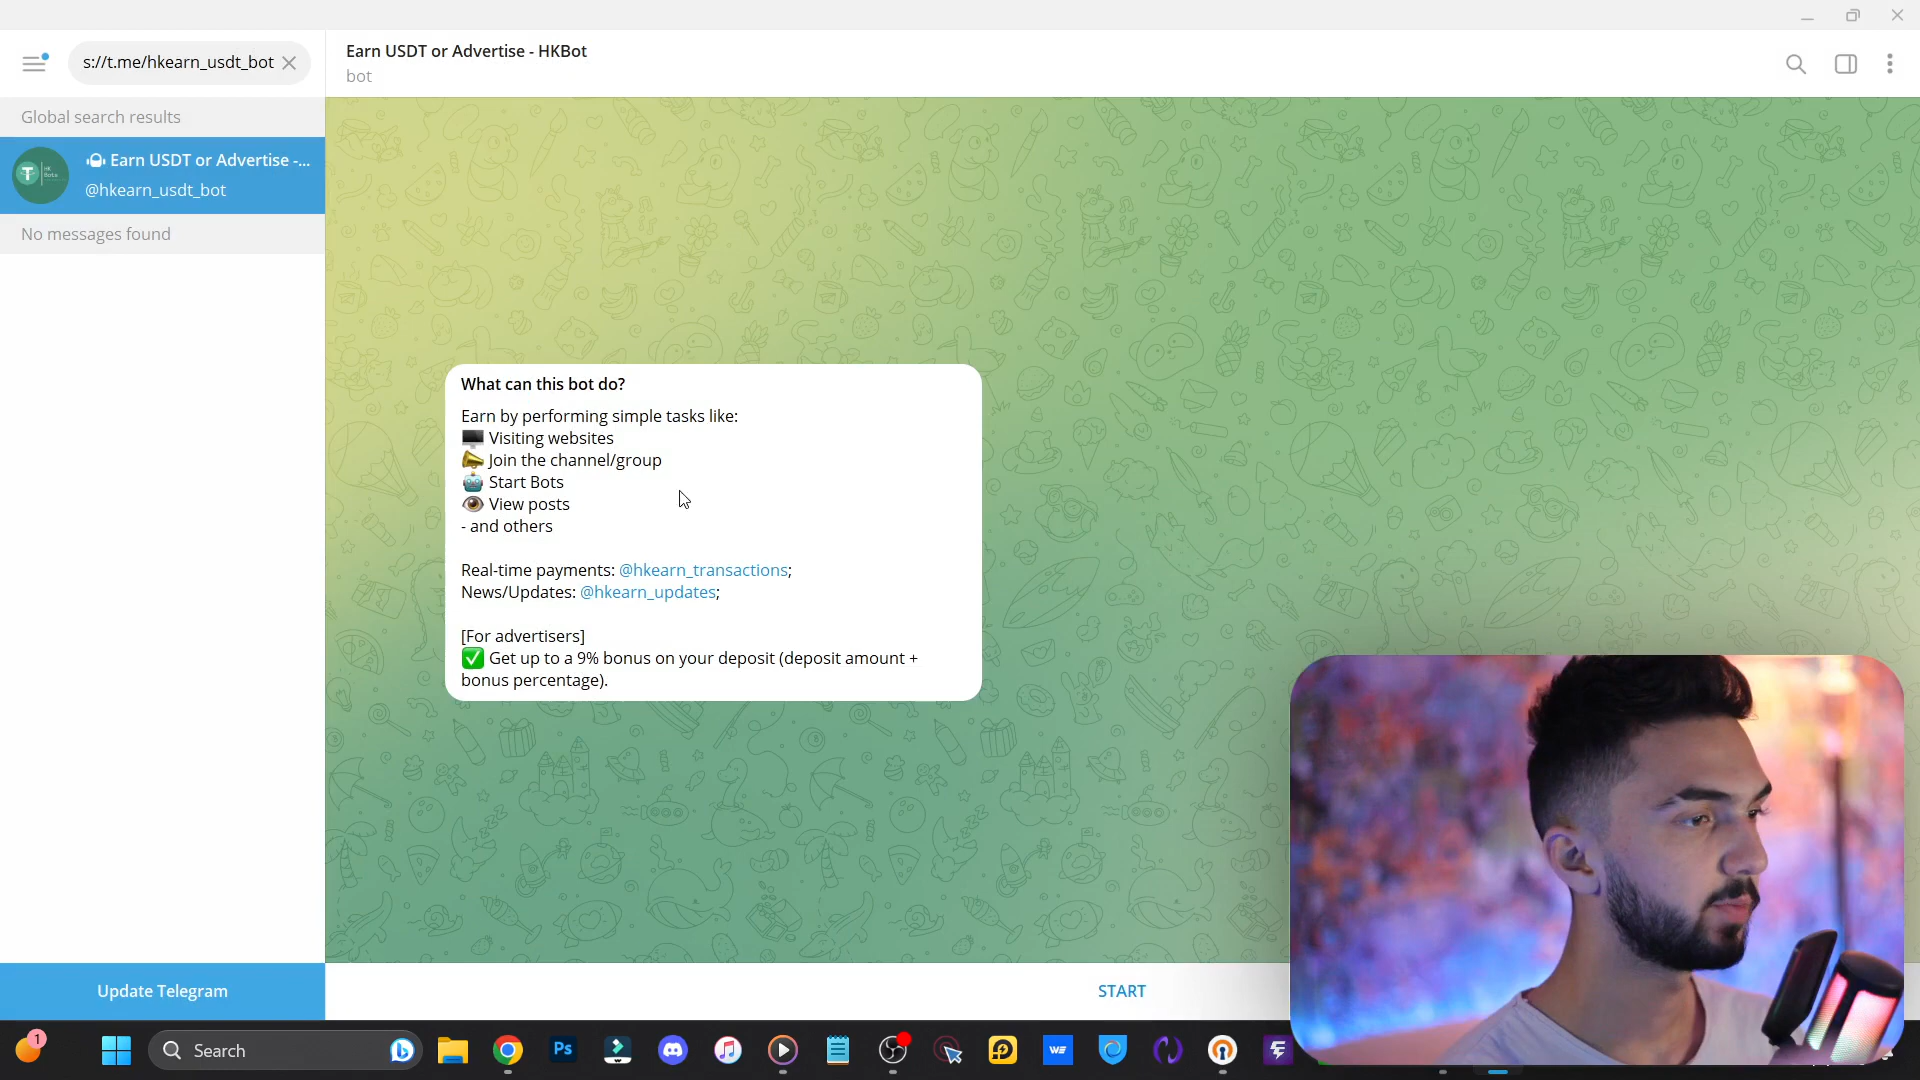 s://t.me/hkearn_usdt_bot
Earn USDT or Advertise - HKBot
bot
Global search results
Earn USDT or Advertise -...
@hkearn_usdt_bot
No messages found
What can this bot do?
Earn by performing simple tasks like:
Visiting websites
Join the channel/group
Start Bots
View posts
- and others
Real-time payments: @hkearn_transactions;
News/Updates: @hkearn_updates;
[For advertisers]
Get up to a 9% bonus on your deposit (deposit amount +
bonus percentage).
Update Telegram
START
1
Search
Ps